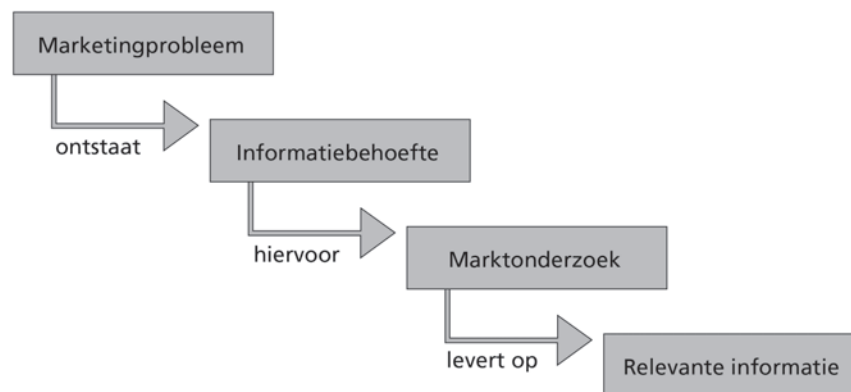 Marketingprobleem
ontstaat
Informatiebehoefte
hiervoor
Marktonderzoek
levert op
Relevante informatie